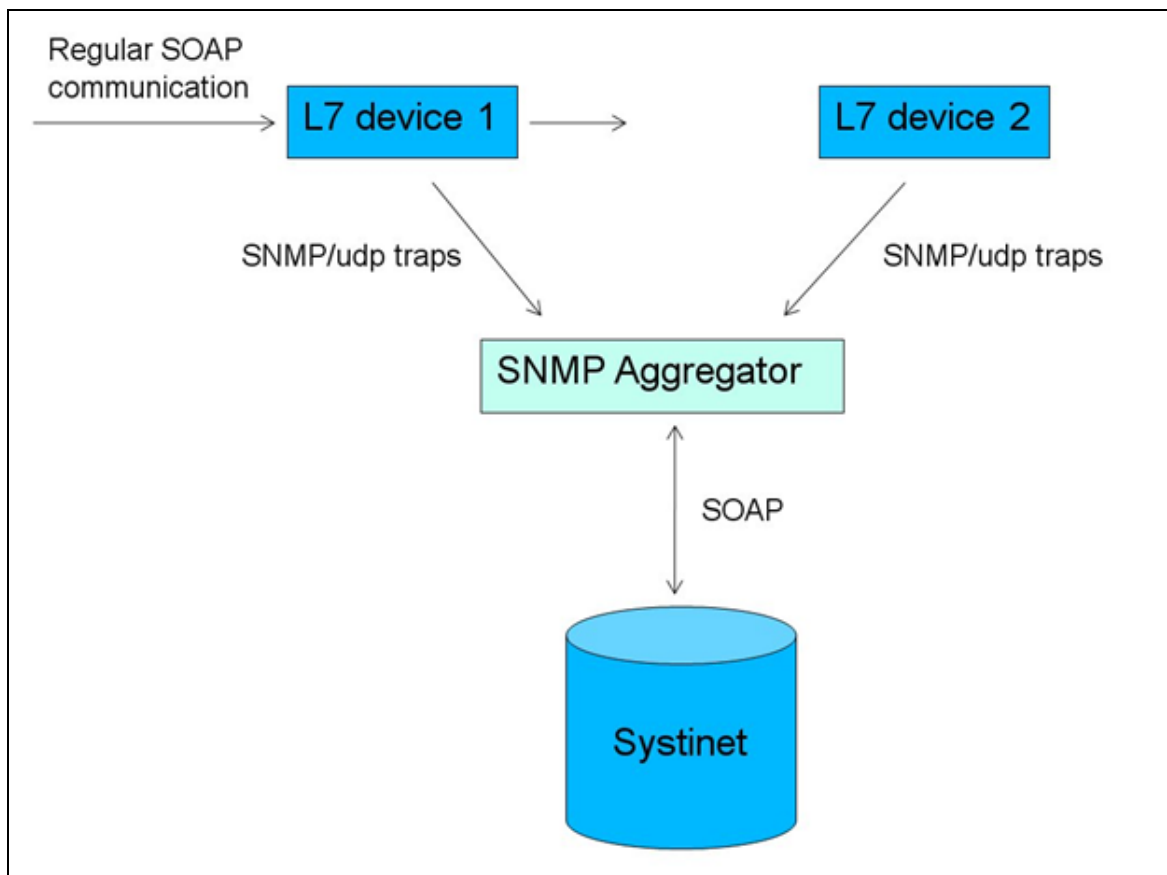 Regular SOAP
communication
L7 device 1
L7 device 2
SNMP/udp traps
SNMP/udp traps
SNMP Aggregator
SOAP
Systinet